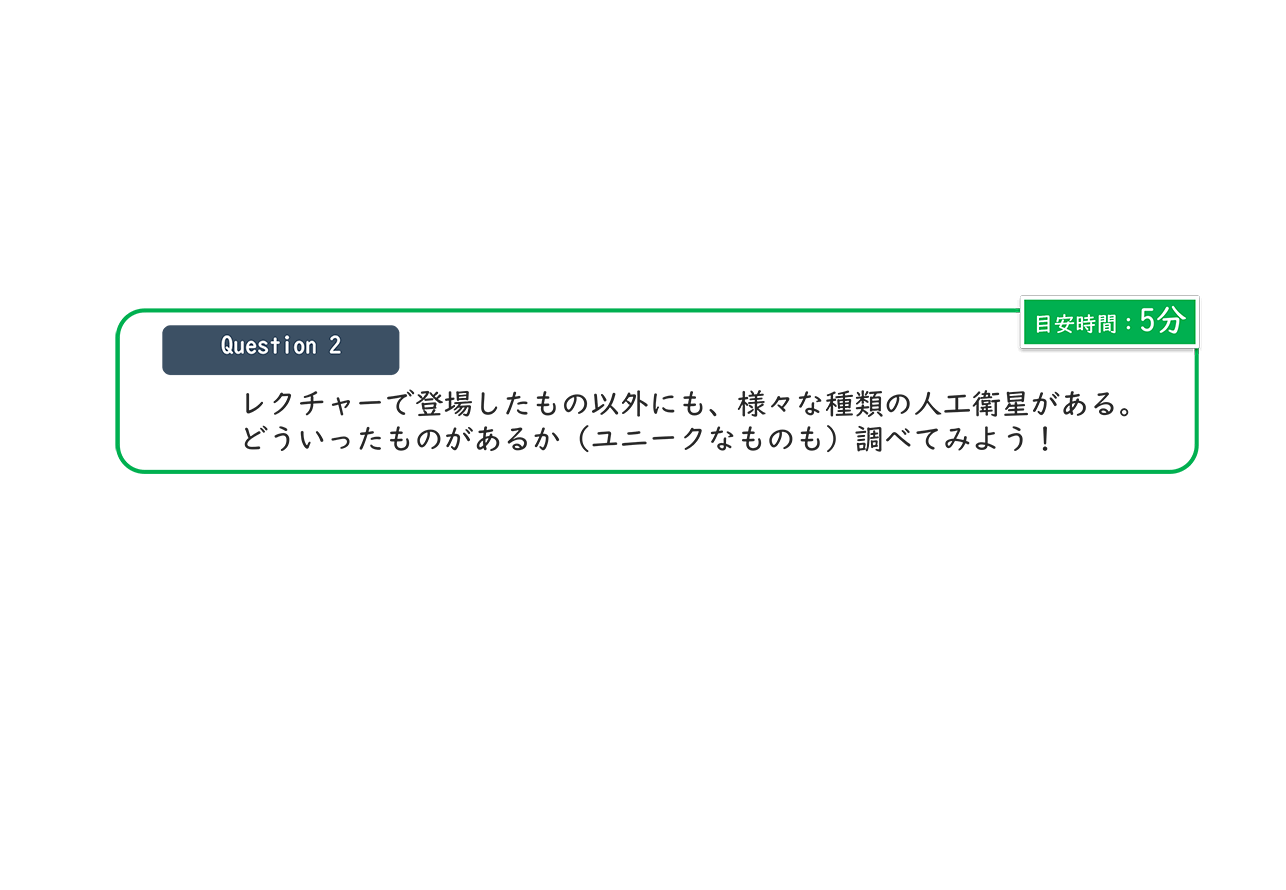 目安時間：5分
Question 2
レクチャーで登場したもの以外にも、様々な種類の人工衛星がある。
どういったものがあるか（ユニークなものも）調べてみよう！